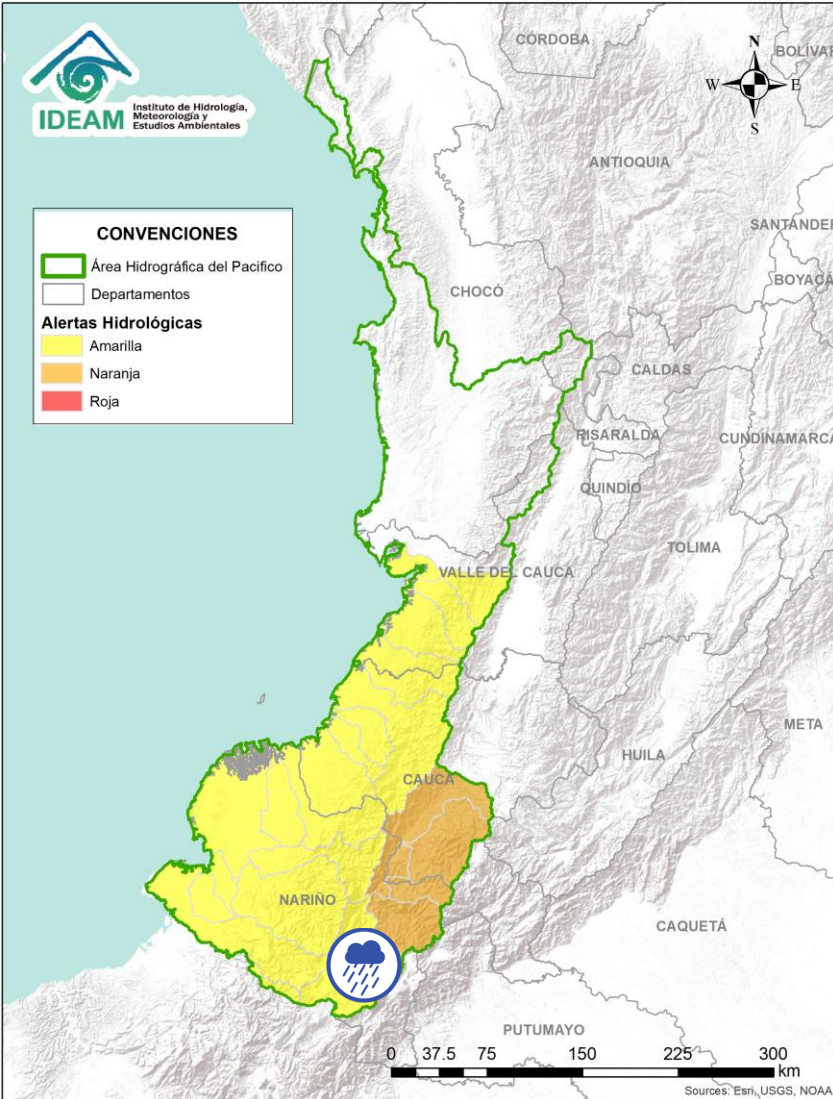 IDEAM
Instituto de Hidrología,
Meteorología y
Estudios Ambientales
N
W
E
S
CONVENCIONES
Área Hidrográfica del Pacifico
Departamentos
Alertas Hidrológicas
Amarilla
Naranja
Roja
CÓRDOBA
BOLÍVAR
ANTIOQUIA
SANTANDER
BOYACÁ
CHOCÓ
CALDAS
RISARALDA
CUNDINAMARCA
QUINDÍO
TOLIMA
VALLE DEL CAUCA
META
HUILA
CAUCA
NARIÑO
CAQUETÁ
PUTUMAYO
0 37.5 75 150 225 300
km
Sources: Esri, USGS, NOAA